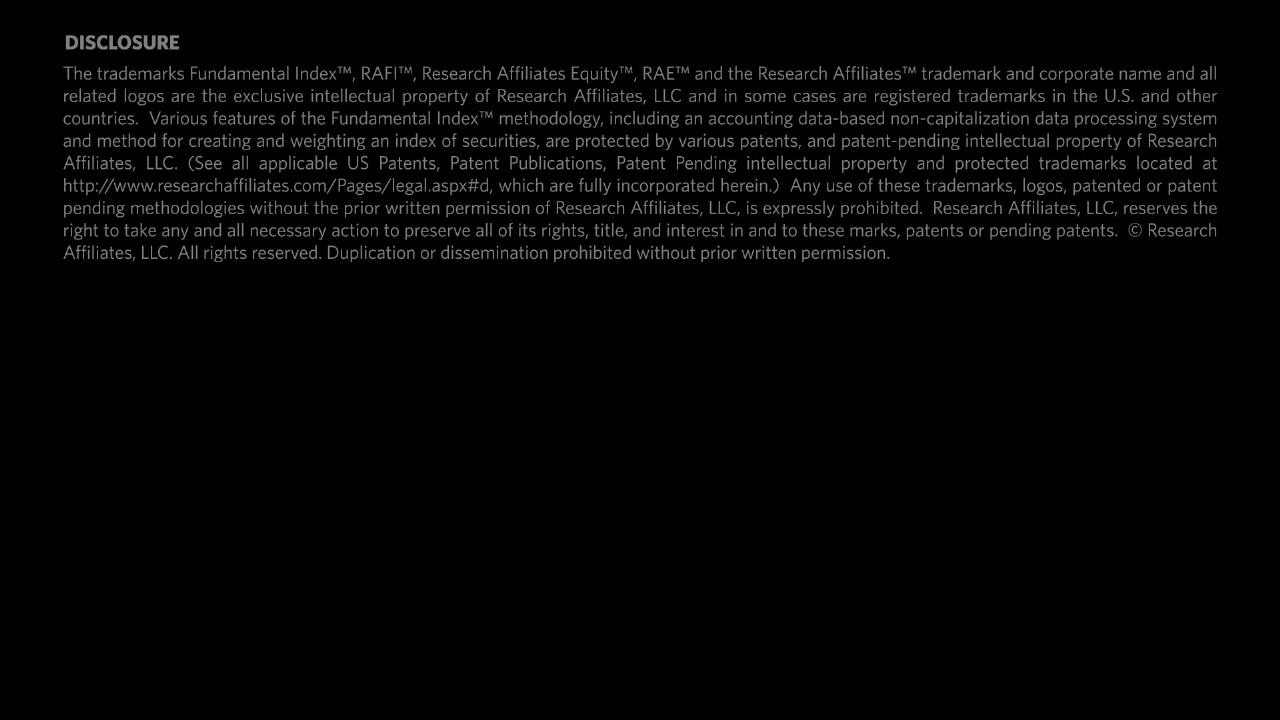 DISCLOSURE
The trademarks Fundamental Index™, RAFI™, Research Affiliates Equity™, RAE™ and the Research Affiliates™ trademark and corporate name and all
related logos are the exclusive intellectual property of Research Affiliates, LLC and in some cases are registered trademarks in the U.S. and other
countries.  Various features of the Fundamental Index™ methodology, including an accounting data-based non-capitalization data processing system
and method for creating and weighting an index of securities, are protected by various patents, and patent-pending intellectual property of Research
Affiliates, LLC. (See all applicable US Patents, Patent Publications, Patent Pending intellectual property and protected trademarks located at
http://www.researchaffiliates.com/Pages/legal.aspx#d, which are fully incorporated herein.)  Any use of these trademarks, logos, patented or patent
pending methodologies without the prior written permission of Research Affiliates, LLC, is expressly prohibited.  Research Affiliates, LLC, reserves the
right to take any and all necessary action to preserve all of its rights, title, and interest in and to these marks, patents or pending patents.  © Research
Affiliates, LLC. All rights reserved. Duplication or dissemination prohibited without prior written permission.